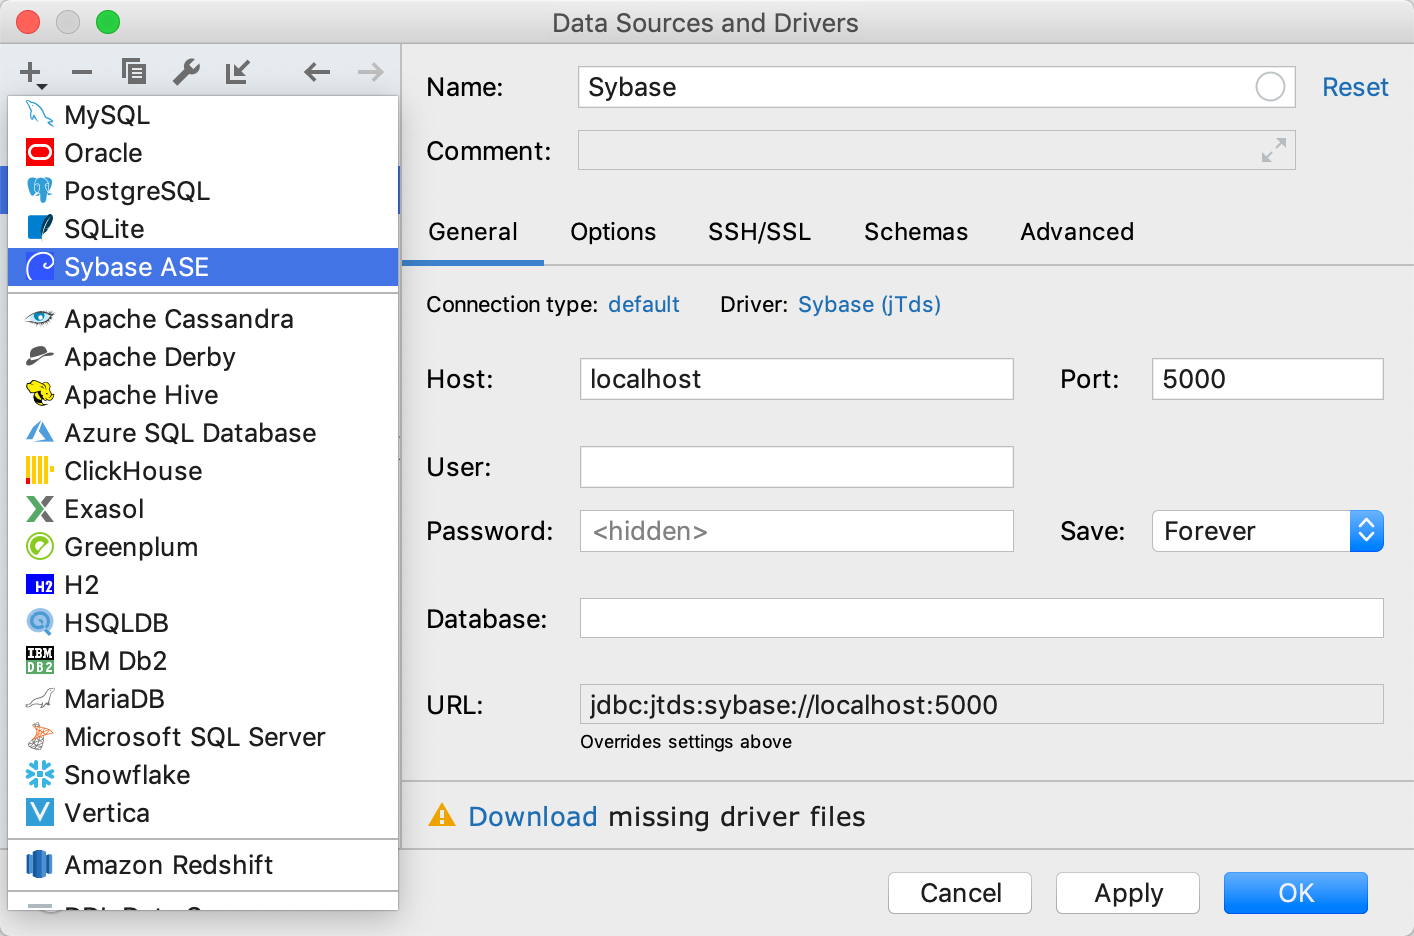 Data Sources and Drivers
MySQL
Oracle
PostgreSQL
SQLite
Sybase ASE
Apache Cassandra
Apache Derby
Apache Hive
Azure SQL Database
ClickHouse
Exasol
Greenplum
H2
H2
HSQLDB
IBM
DB2
IBM Db2
MariaDB
Microsoft SQL Server
Snowflake
Vertica
Amazon Redshift
Name: Sybase Reset
Comment:
General Options SSH/SSL Schemas Advanced
Connection type: default Driver: Sybase (jTds)
Host: localhost Port: 5000
User:
Password: <hidden> Save: Forever
Database:
URL: jdbc:jtds:sybase://localhost:5000
Overrides settings above
Download missing driver files
Cancel Apply OK